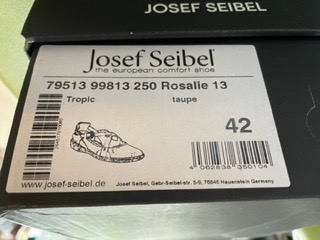 JOSEF SEIBEL
Josef Seibel
the european comfort shoe
79513 99813 250 Rosalie 13
Tropic taupe
42
4 062838 350104
www.josef-seibel.de Josef Seibel, Gebr-Seibel-str. 5-9, 76846 Hauenstein Germany